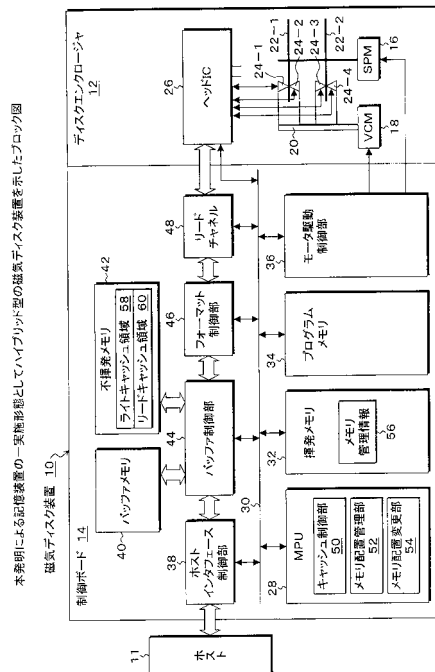 本発明による記憶装置の一実施形態としてハイブリッド型の磁気ディスク装置を示したブロック図
磁気ディスク装置
10
制御ボード
14
ディスクエンクロージャ
12
バッファメモリ
40
不揮発メモリ
42
ライトキャッシュ領域 58
リードキャッシュ領域 60
ヘッドIC
26
24-1
22-1
24-2
24-3
22-2
24-4
SPM
16
20
VCM
18
ホスト
11
ホスト
インタフェース
制御部
38
バッファ制御部
44
フォーマット
制御部
46
リード
チャネル
48
30
MPU
28
キャッシュ制御部
50
メモリ配置管理部
52
メモリ配置変更部
54
揮発メモリ
32
メモリ
管理情報
56
プログラム
メモリ
34
モータ駆動
制御部
36